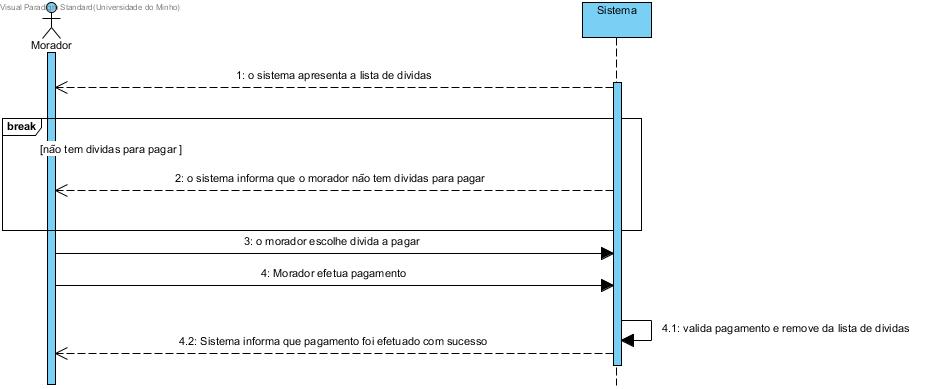 Visual Paradigm Standard(Universidade do Minho)
Sistema
Morador
1: o sistema apresenta a lista de dividas
break
[não tem dividas para pagar ]
2: o sistema informa que o morador não tem dividas para pagar
3: o morador escolhe divida a pagar
4: Morador efetua pagamento
4.1: valida pagamento e remove da lista de dividas
4.2: Sistema informa que pagamento foi efetuado com sucesso